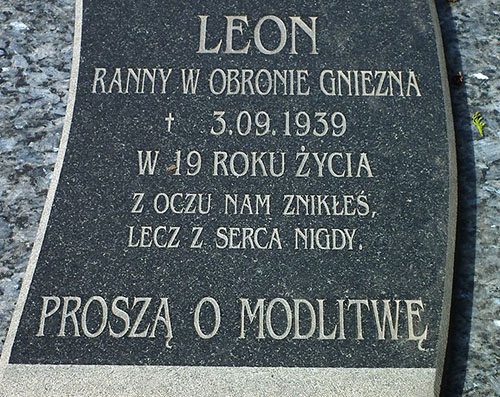 LEON
RANNY W OBRONIE GNIEZNA
† 3.09.1939
W 19 ROKU ŻYCIA
Z OCZU NAM ZNIKŁEŚ,
LECZ Z SERCA NIGDY.
PROSZĄ O MODLITWĘ